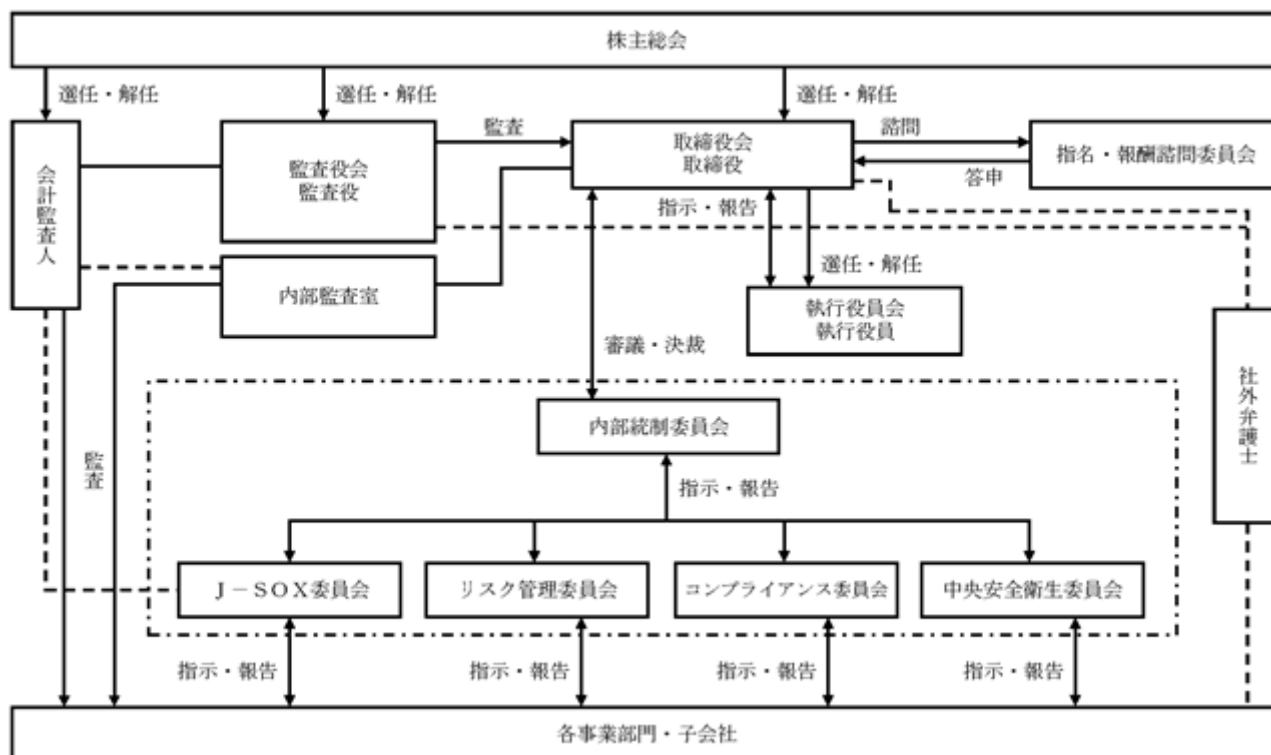 株主総会
選任・解任
選任・解任
選任・解任
会計監査人
監査役会
監査役
監査
取締役会
取締役
諮問
答申
指名・報酬諮問委員会
指示・報告
選任・解任
内部監査室
執行役員会
執行役員
審議・決裁
社外弁護士
内部統制委員会
監査
指示・報告
J－SOX委員会
リスク管理委員会
コンプライアンス委員会
中央安全衛生委員会
指示・報告
指示・報告
指示・報告
指示・報告
各事業部門・子会社